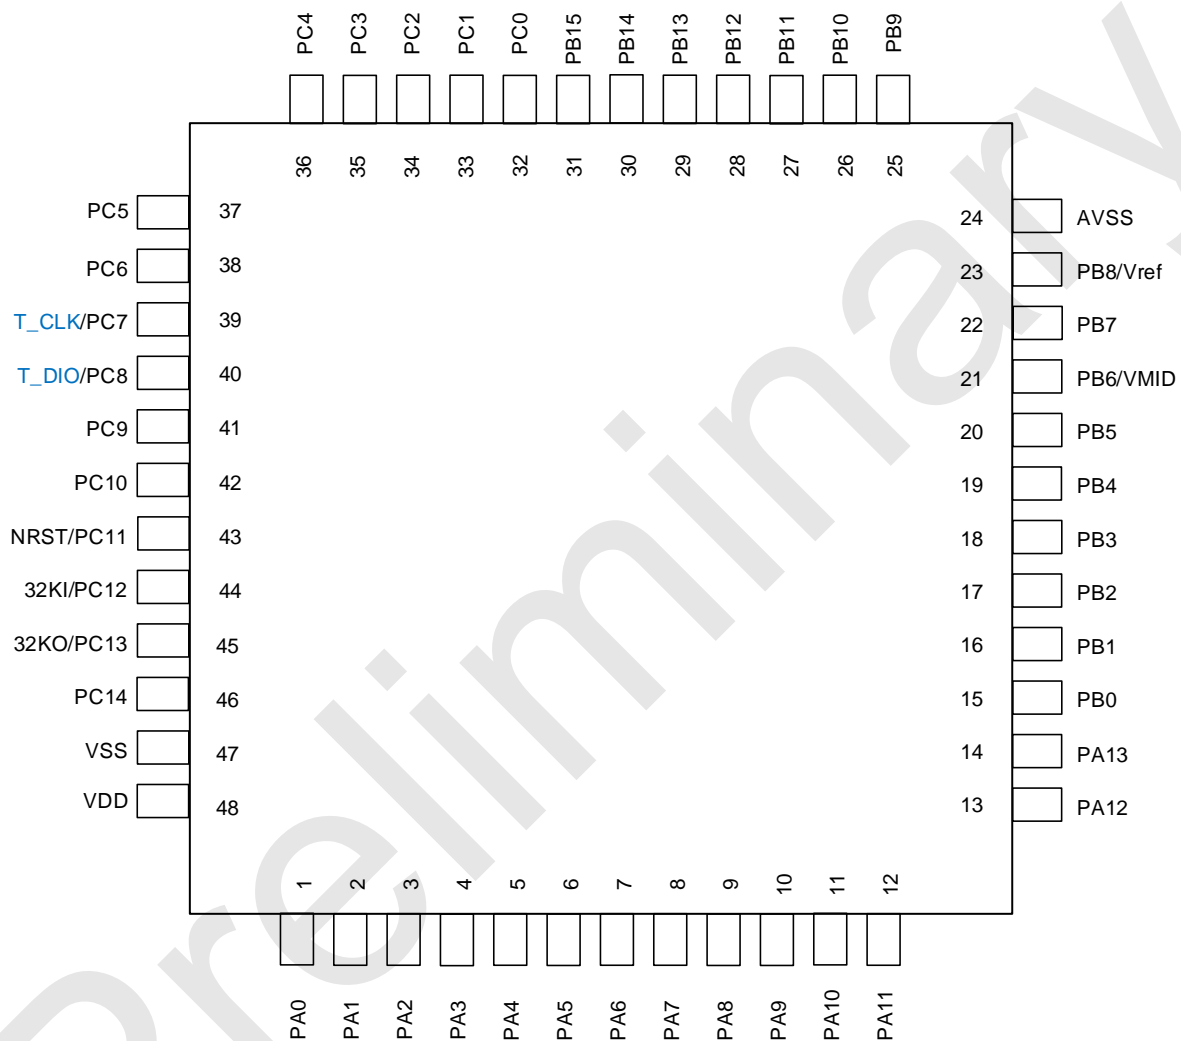 PC4 PC3 PC2 PC1 PC0 PB15 PB14 PB13 PB12 PB11 PB10 PB9
36 35 34 33 32 31 30 29 28 27 26 25
PC5 37
PC6 38
T_CLK/PC7 39
T_DIO/PC8 40
PC9 41
PC10 42
NRST/PC11 43
32KI/PC12 44
32KO/PC13 45
PC14 46
VSS 47
VDD 48
24 AVSS
23 PB8/Vref
22 PB7
21 PB6/VMID
20 PB5
19 PB4
18 PB3
17 PB2
16 PB1
15 PB0
14 PA13
13 PA12
1 2 3 4 5 6 7 8 9 10 11 12
PA0 PA1 PA2 PA3 PA4 PA5 PA6 PA7 PA8 PA9 PA10 PA11
Preliminary